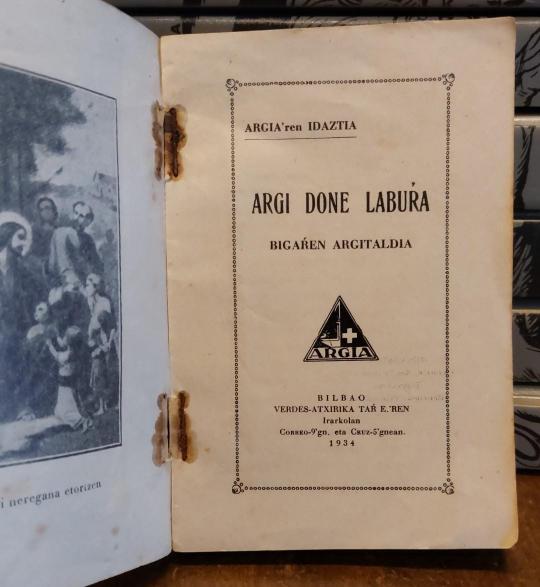 i neregana etorizen
ARGIA'ren IDAZTIA
ARGI DONE LABUŔA
BIGAŔEN ARGITALDIA
ARGIA
BILBAO
VERDES-ATXIRIKA TAŔ E.'REN
Irarkolan
CORREO-9'gn. eta CRUZ-5'gnean.
1934